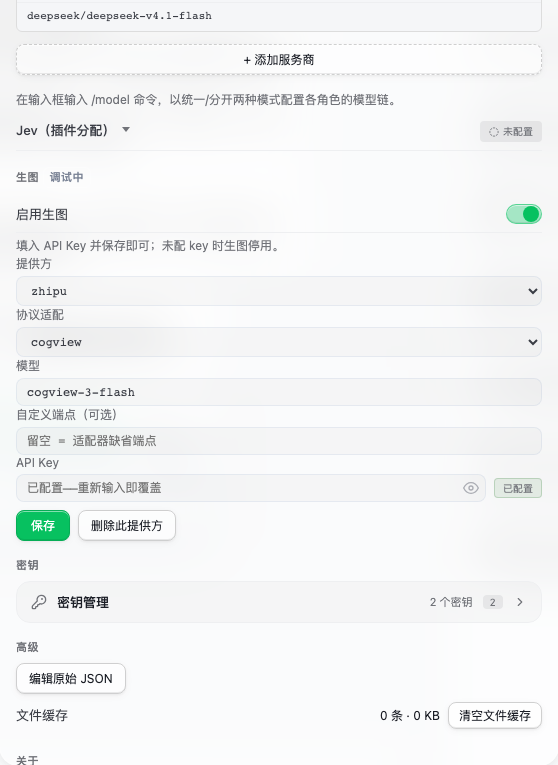 deepseek/deepseek-v4.1-flash
+ 添加服务商
在输入框输入 /model 命令，以统一/分开两种模式配置各角色的模型链。
Jev（插件分配） 未配置
生图 调试中
启用生图
填入 API Key 并保存即可；未配 key 时生图停用。
提供方
zhipu
协议适配
cogview
模型
cogview-3-flash
自定义端点（可选）
留空 = 适配器缺省端点
API Key
已配置——重新输入即覆盖 已配置
保存 删除此提供方
密钥
密钥管理 2 个密钥 2
高级
编辑原始 JSON
文件缓存 0 条 · 0 KB 清空文件缓存
关于